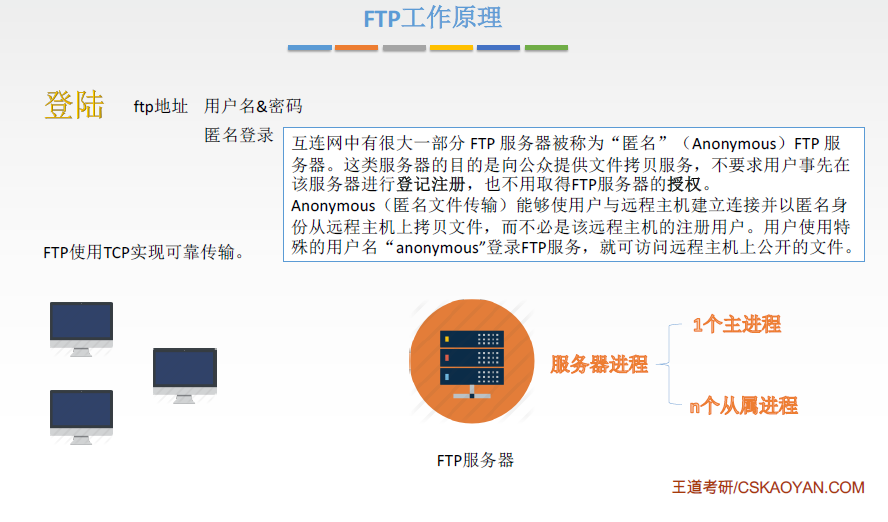 FTP工作原理
登陆 ftp地址 用户名&密码
匿名登录
互连网中有很大一部分 FTP 服务器被称为“匿名”（Anonymous）FTP 服
务器。这类服务器的目的是向公众提供文件拷贝服务，不要求用户事先在
该服务器进行登记注册，也不用取得FTP服务器的授权。
Anonymous（匿名文件传输）能够使用户与远程主机建立连接并以匿名身
份从远程主机上拷贝文件，而不必是该远程主机的注册用户。用户使用特
殊的用户名“anonymous”登录FTP服务，就可访问远程主机上公开的文件。
FTP使用TCP实现可靠传输。
1个主进程
服务器进程
n个从属进程
FTP服务器
王道考研/CSKAOYAN.COM